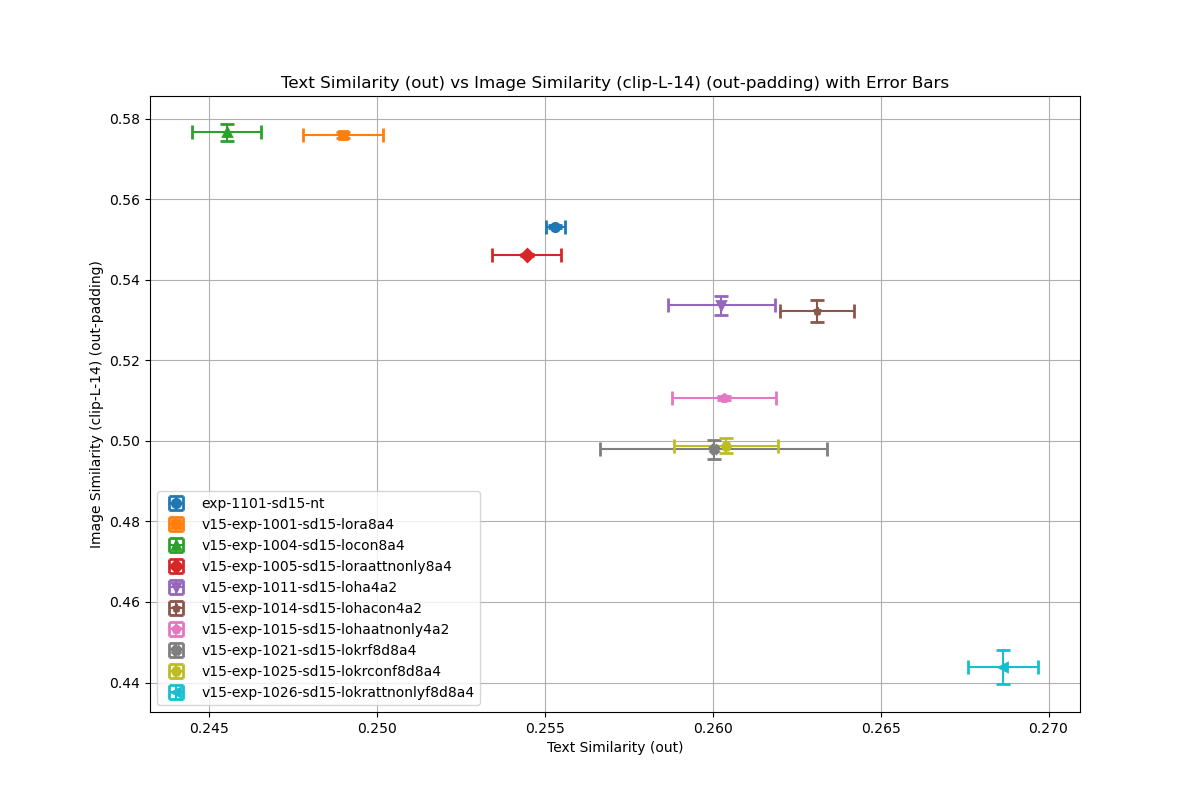 Text Similarity (out) vs Image Similarity (clip-L-14) (out-padding) with Error Bars
Image Similarity (clip-L-14) (out-padding)
0.58
0.56
0.54
0.52
0.50
0.48
0.46
0.44
exp-1101-sd15-nt
v15-exp-1001-sd15-lora8a4
v15-exp-1004-sd15-locon8a4
v15-exp-1005-sd15-loraattnonly8a4
v15-exp-1011-sd15-loha4a2
v15-exp-1014-sd15-lohacon4a2
v15-exp-1015-sd15-lohaatnonly4a2
v15-exp-1021-sd15-lokrf8d8a4
v15-exp-1025-sd15-lokrconf8d8a4
v15-exp-1026-sd15-lokrattnonlyf8d8a4
0.245 0.250 0.255 0.260 0.265 0.270
Text Similarity (out)